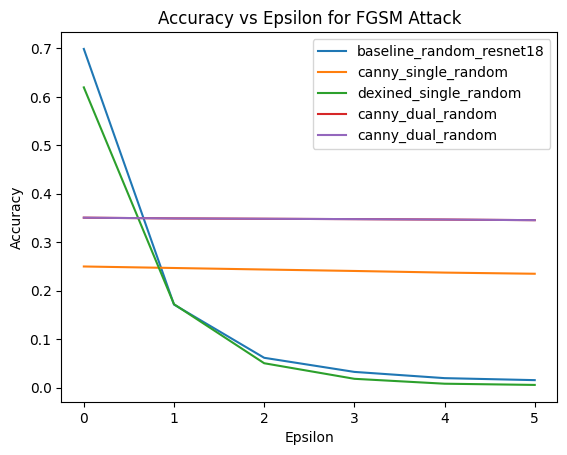 Accuracy vs Epsilon for FGSM Attack
baseline_random_resnet18
canny_single_random
dexined_single_random
canny_dual_random
canny_dual_random
Accuracy
0.7
0.6
0.5
0.4
0.3
0.2
0.1
0.0
0 1 2 3 4 5
Epsilon